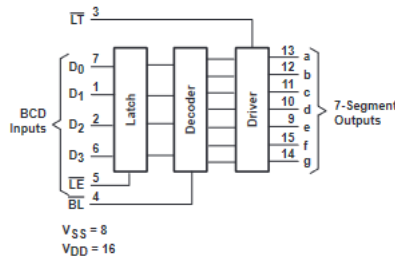 LT 3
D0 7
D1 1
D2 2
D3 6
LE 5
BL 4
BCD
Inputs
Latch
Decoder
Driver
13 a
12 b
11 c
10 d
9 e
15 f
14 g
7-Segment
Outputs
VSS = 8
VDD = 16